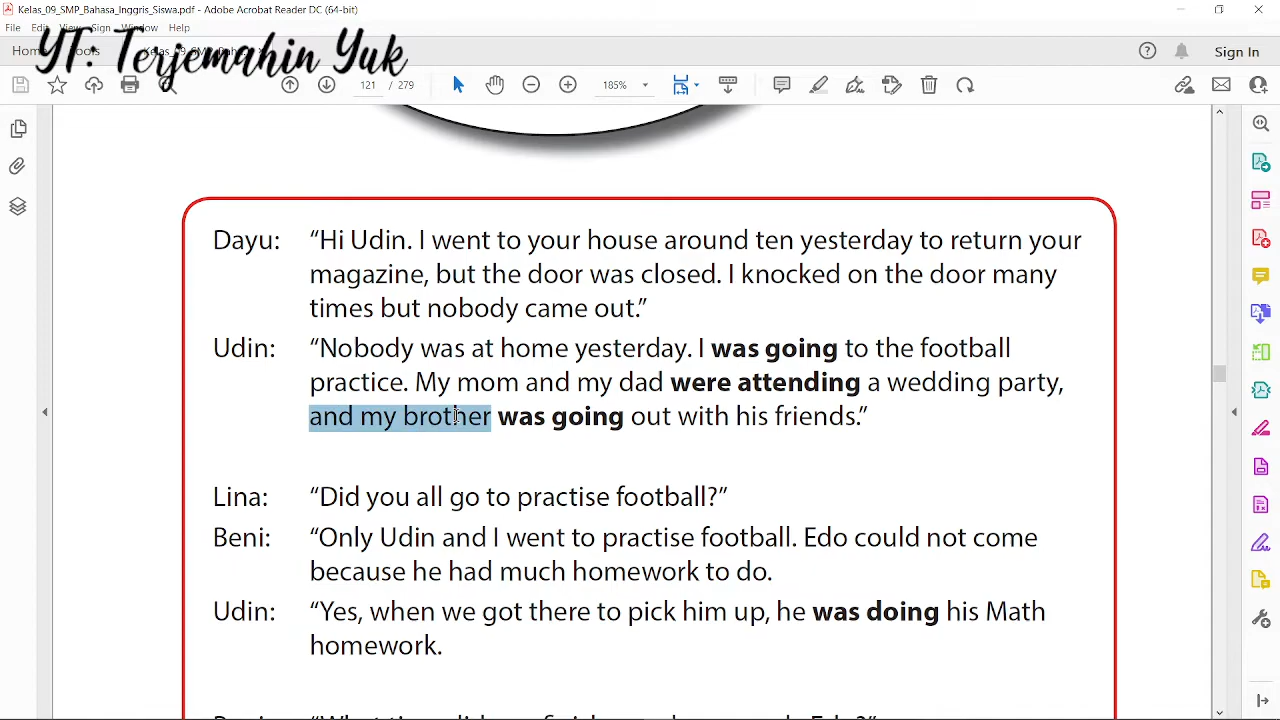 Kelas_09_SMP_Bahasa_Inggris_Siswa.pdf - Adobe Acrobat Reader DC (64-bit)
File Edit View Sign Window Help
YT: Terjemahin Yuk
Sign In
121 / 279
185%
Dayu: “Hi Udin. I went to your house around ten yesterday to return your
magazine, but the door was closed. I knocked on the door many
times but nobody came out.”
Udin: “Nobody was at home yesterday. I was going to the football
practice. My mom and my dad were attending a wedding party,
and my brother was going out with his friends.”
Lina: “Did you all go to practise football?”
Beni: “Only Udin and I went to practise football. Edo could not come
because he had much homework to do.
Udin: “Yes, when we got there to pick him up, he was doing his Math
homework.